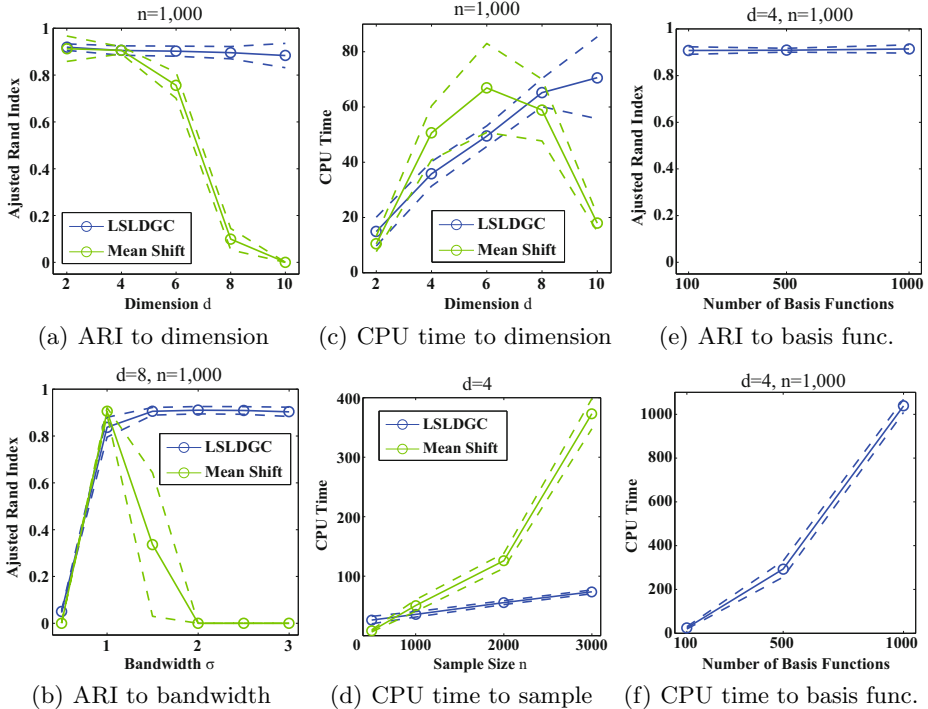 n=1,000
Ajusted Rand Index
1
0.8
0.6
0.4
0.2
0
LSLDGC
Mean Shift
2 4 6 8 10
Dimension d
(a) ARI to dimension
n=1,000
CPU Time
80
60
40
20
0
LSLDGC
Mean Shift
2 4 6 8 10
Dimension d
(c) CPU time to dimension
d=4, n=1,000
Ajusted Rand Index
1
0.8
0.6
0.4
0.2
0
100 500 1000
Number of Basis Functions
(e) ARI to basis func.
d=8, n=1,000
Ajusted Rand Index
1
0.8
0.6
0.4
0.2
0
LSLDGC
Mean Shift
1 2 3
Bandwidth σ
(b) ARI to bandwidth
d=4
CPU Time
400
300
200
100
0
LSLDGC
Mean Shift
1000 2000 3000
Sample Size n
(d) CPU time to sample
d=4, n=1,000
CPU Time
1000
800
600
400
200
0
100 500 1000
Number of Basis Functions
(f) CPU time to basis func.